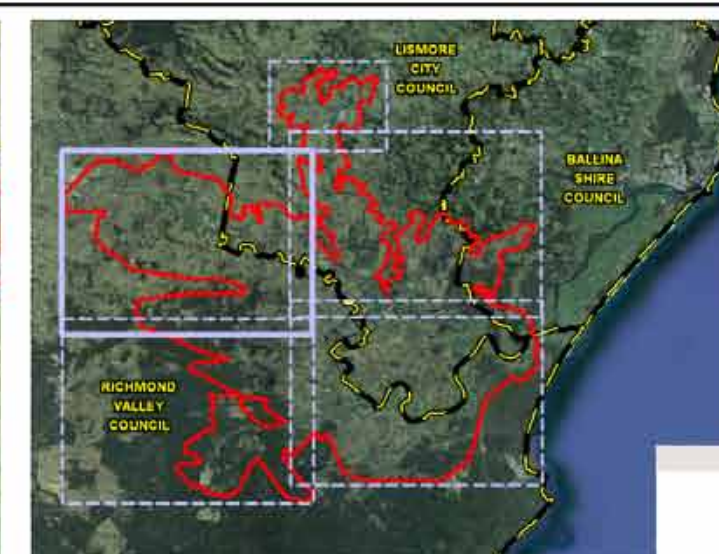 LISMORE
CITY
COUNCIL
BALLINA
SHIRE
COUNCIL
RICHMOND
VALLEY
COUNCIL